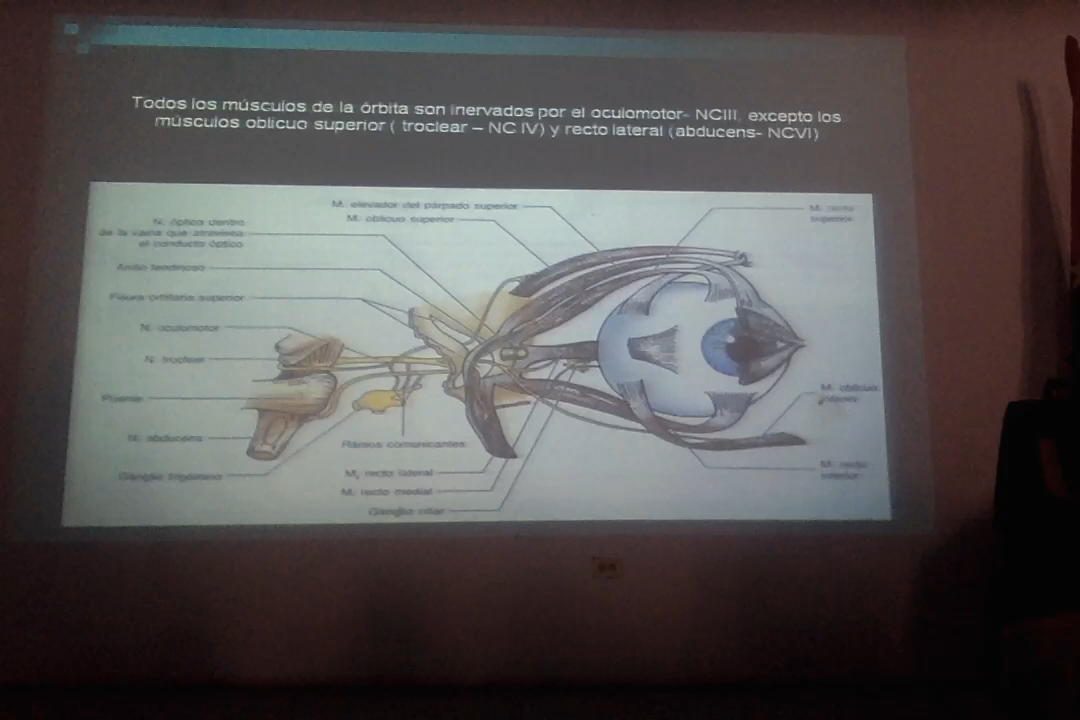 Todos los músculos de la órbita son inervados por el oculomotor- NCIII, excepto los
músculos oblicuo superior ( troclear – NC IV) y recto lateral (abducens- NCVI)
M. elevador del párpado superior
M. oblicuo superior
M. recto
superior
N. óptico dentro
de la vaina que atraviesa
el conducto óptico
Anillo tendinoso
Fisura orbitaria superior
N. oculomotor
N. troclear
Puente
N. abducens
Ganglio trigémino
Ramos comunicantes
M. recto lateral
M. recto medial
Ganglio ciliar
M. oblicuo
inferior
M. recto
inferior